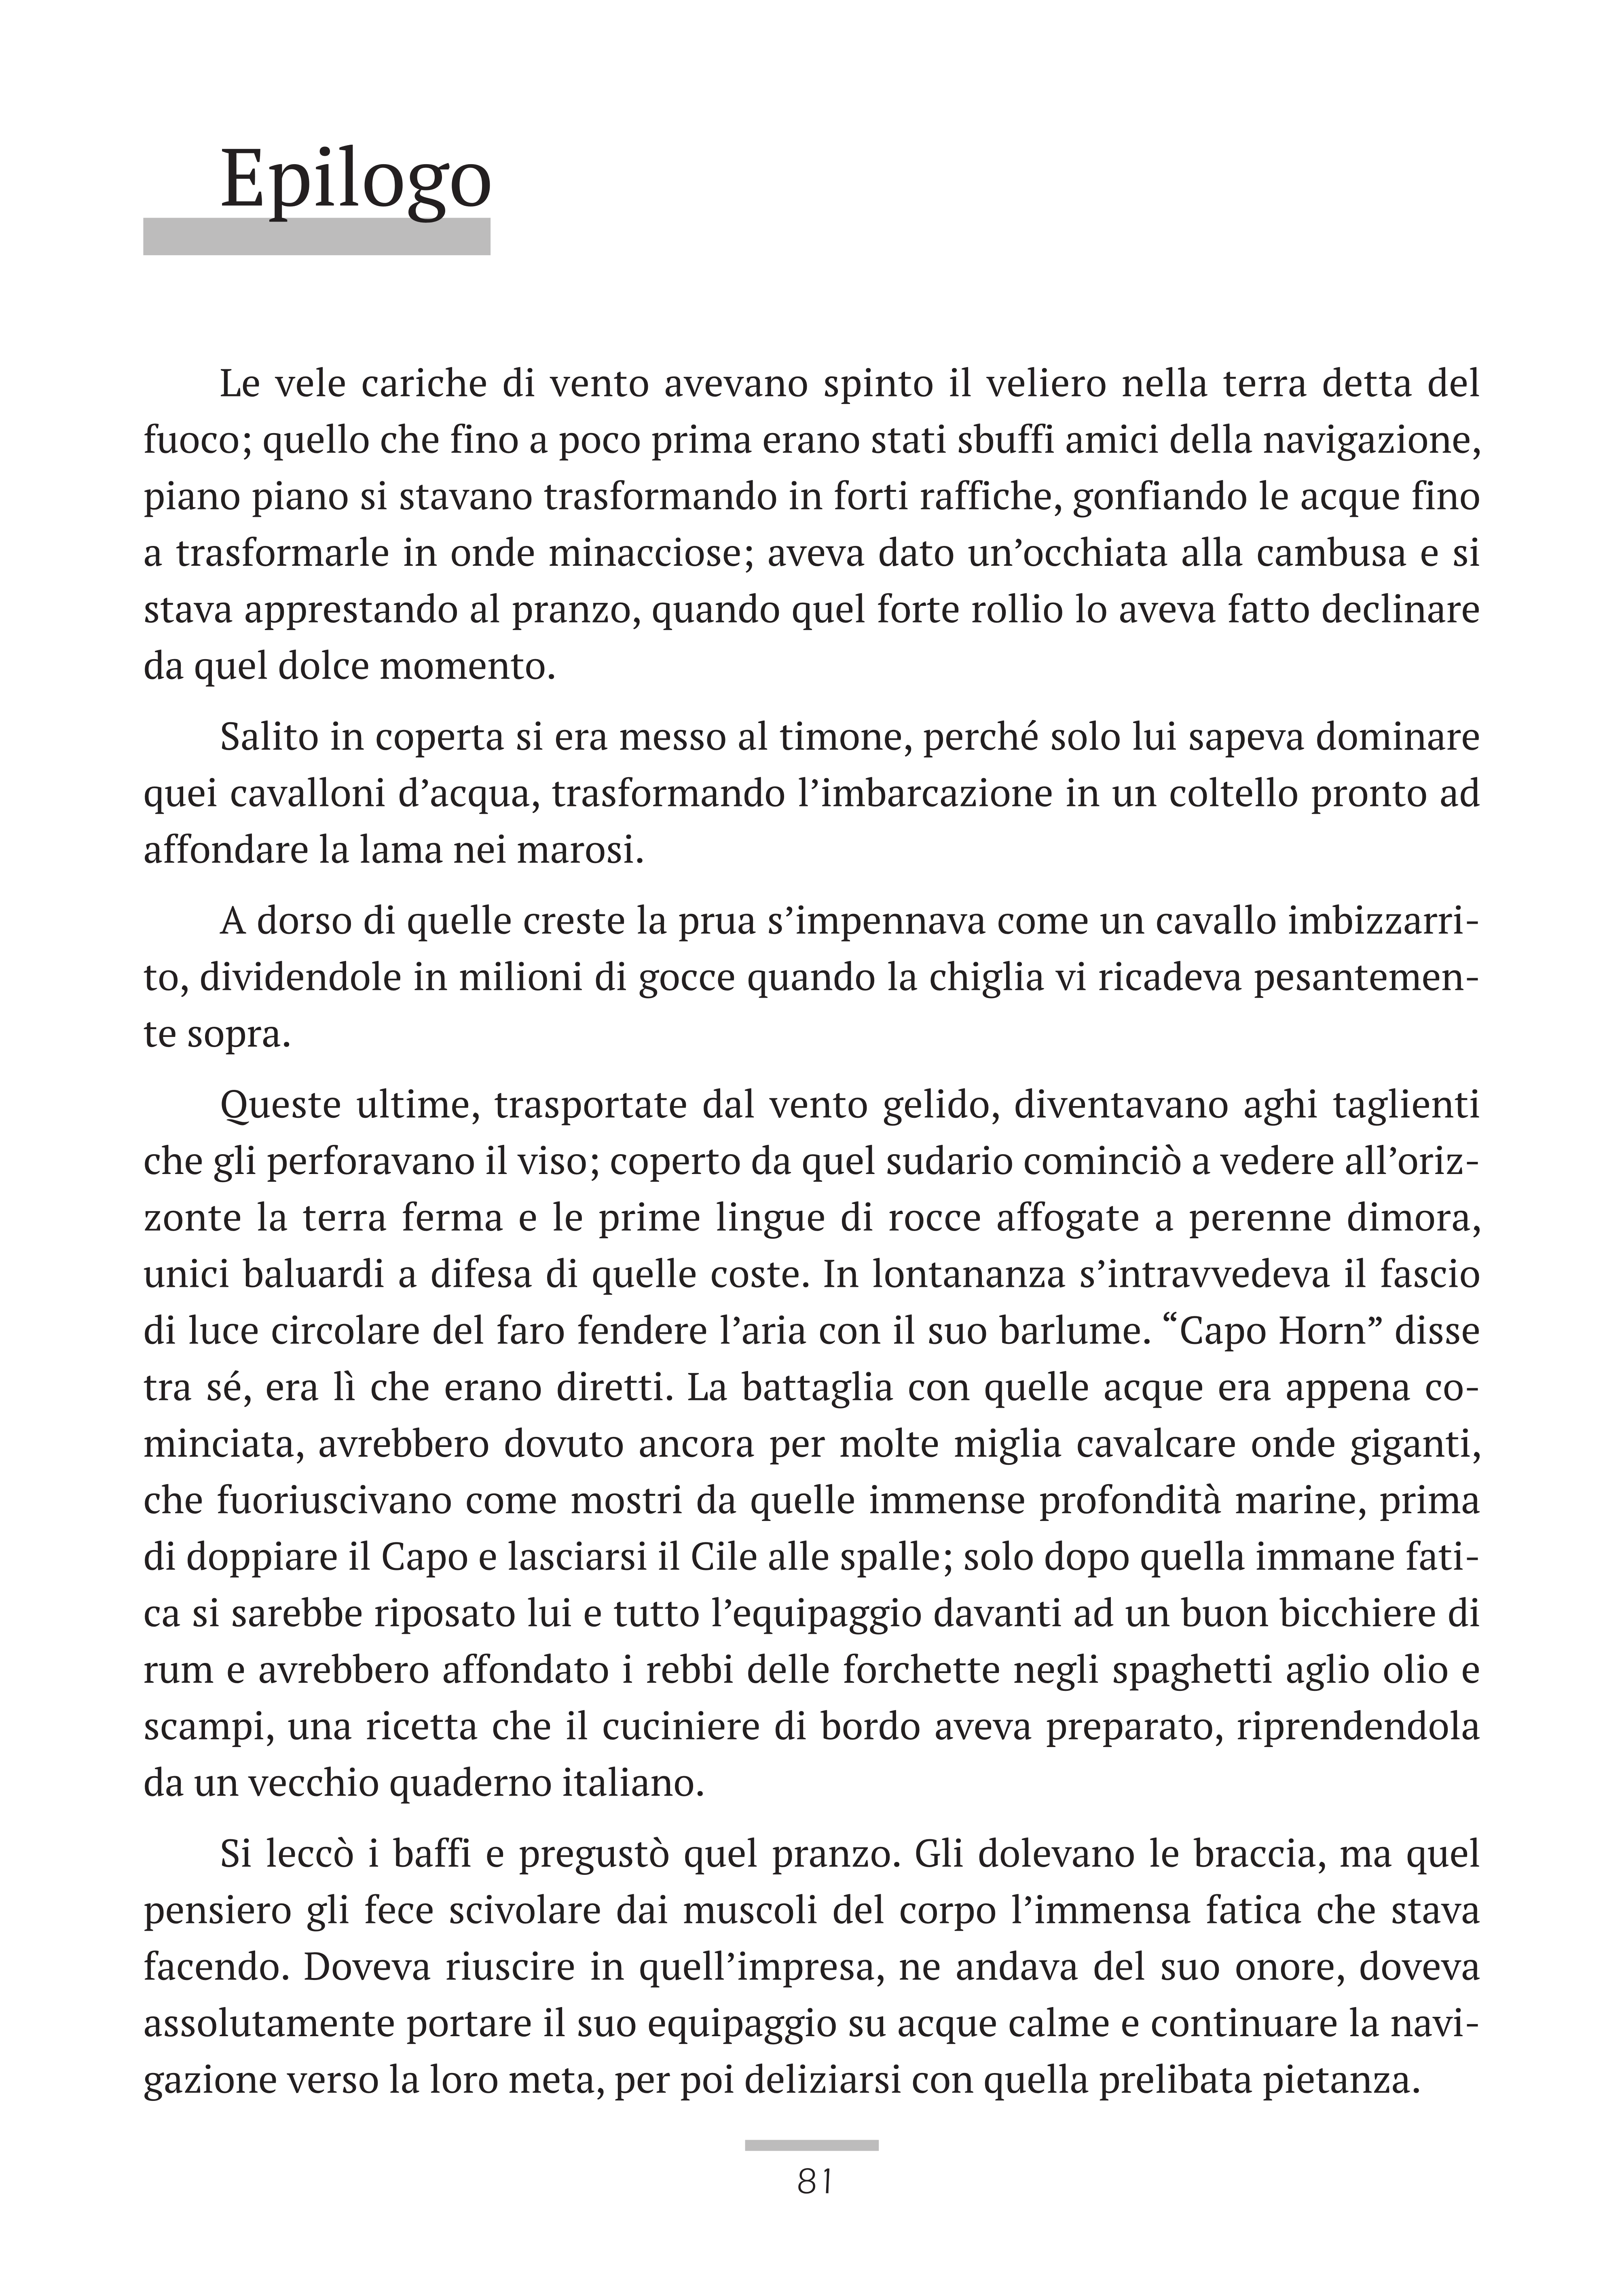 Epilogo
Le vele cariche di vento avevano spinto il veliero nella terra detta del
fuoco; quello che fino a poco prima erano stati sbuffi amici della navigazione,
piano piano si stavano trasformando in forti raffiche, gonfiando le acque fino
a trasformarle in onde minacciose; aveva dato un’occhiata alla cambusa e si
stava apprestando al pranzo, quando quel forte rollio lo aveva fatto declinare
da quel dolce momento.
Salito in coperta si era messo al timone, perché solo lui sapeva dominare
quei cavalloni d’acqua, trasformando l’imbarcazione in un coltello pronto ad
affondare la lama nei marosi.
A dorso di quelle creste la prua s’impennava come un cavallo imbizzarri-
to, dividendole in milioni di gocce quando la chiglia vi ricadeva pesantemen-
te sopra.
Queste ultime, trasportate dal vento gelido, diventavano aghi taglienti
che gli perforavano il viso; coperto da quel sudario cominciò a vedere all’oriz-
zonte la terra ferma e le prime lingue di rocce affogate a perenne dimora,
unici baluardi a difesa di quelle coste. In lontananza s’intravvedeva il fascio
di luce circolare del faro fendere l’aria con il suo barlume. “Capo Horn” disse
tra sé, era lì che erano diretti. La battaglia con quelle acque era appena co-
minciata, avrebbero dovuto ancora per molte miglia cavalcare onde giganti,
che fuoriuscivano come mostri da quelle immense profondità marine, prima
di doppiare il Capo e lasciarsi il Cile alle spalle; solo dopo quella immane fati-
ca si sarebbe riposato lui e tutto l’equipaggio davanti ad un buon bicchiere di
rum e avrebbero affondato i rebbi delle forchette negli spaghetti aglio olio e
scampi, una ricetta che il cuciniere di bordo aveva preparato, riprendendola
da un vecchio quaderno italiano.
Si leccò i baffi e pregustò quel pranzo. Gli dolevano le braccia, ma quel
pensiero gli fece scivolare dai muscoli del corpo l’immensa fatica che stava
facendo. Doveva riuscire in quell’impresa, ne andava del suo onore, doveva
assolutamente portare il suo equipaggio su acque calme e continuare la navi-
gazione verso la loro meta, per poi deliziarsi con quella prelibata pietanza.
81